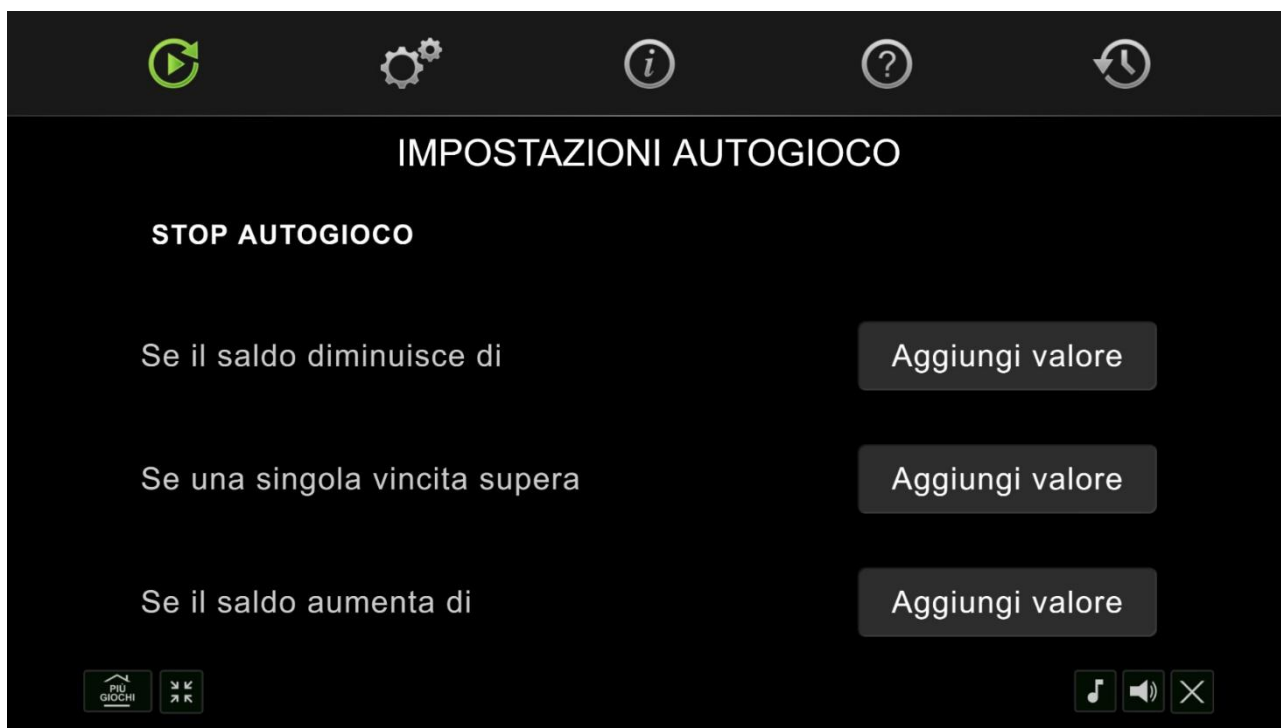 IMPOSTAZIONI AUTOGIOCO
STOP AUTOGIOCO
Se il saldo diminuisce di
Aggiungi valore
Se una singola vincita supera
Aggiungi valore
Se il saldo aumenta di
Aggiungi valore
PIÙ
GIOCHI